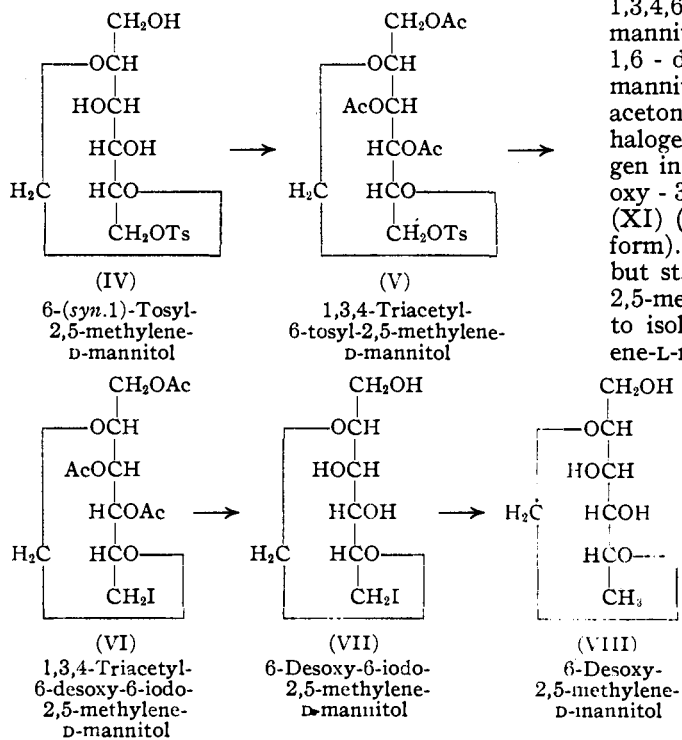 CH₂OH
OCH
HOCH
HCOH
H₂C
HCO
CH₂OTs
(IV)
6-(syn.1)-Tosyl-
2,5-methylene-
D-mannitol
CH₂OAc
OCH
AcOCH
HCOAc
HCO
CH₂OTs
(V)
1,3,4-Triacetyl-
6-tosyl-2,5-methylene-
D-mannitol
1,3,4,6
mannit
1,6 - d
mannit
aceton
haloge
gen in
oxy - 3
(XI) (
form).
but st
2,5-me
to isol
ene-L-r
CH₂OAc
OCH
AcOCH
HCOAc
H₂C
HCO
CH₂I
(VI)
1,3,4-Triacetyl-
6-desoxy-6-iodo-
2,5-methylene-
D-mannitol
CH₂OH
OCH
HOCH
HCOH
H₂C
HCO
CH₂I
(VII)
6-Desoxy-6-iodo-
2,5-methylene-
D-mannitol
CH₂OH
OCH
HOCH
H₂C
HCOH
HCO
CH₃
(VIII)
6-Desoxy-
2,5-methylene-
D-mannitol